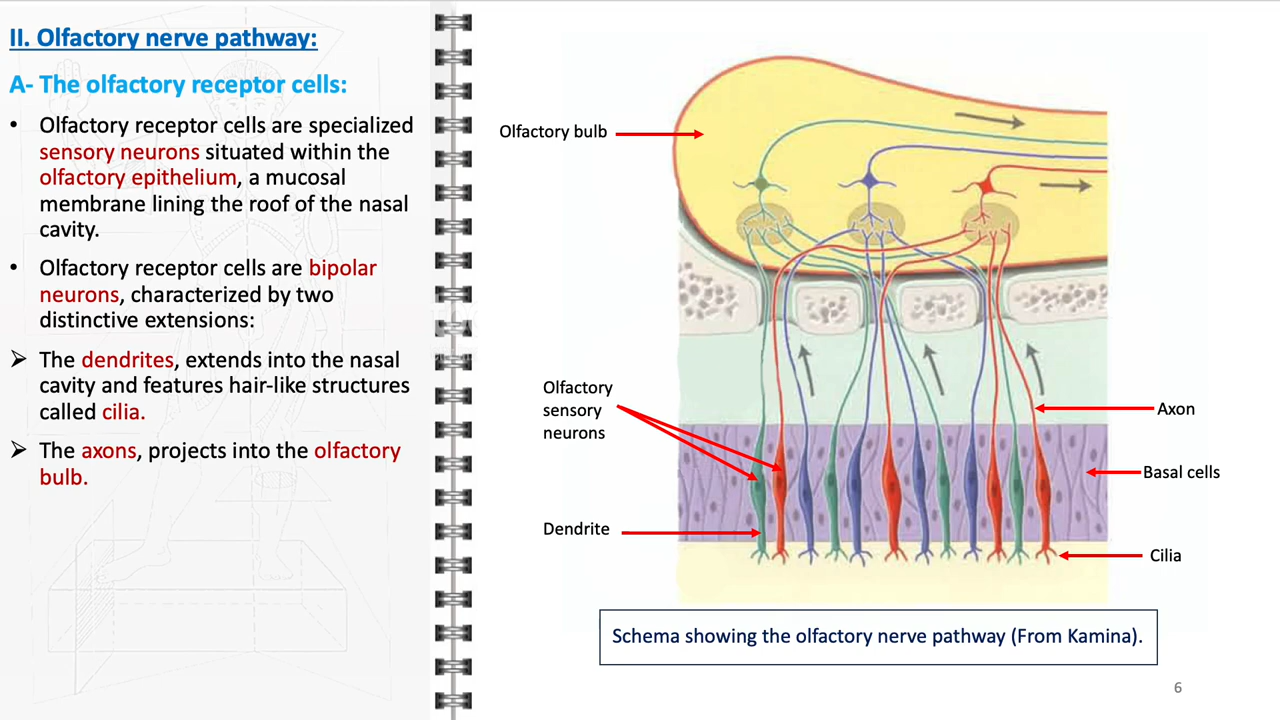 II. Olfactory nerve pathway:
A- The olfactory receptor cells:
• Olfactory receptor cells are specialized
sensory neurons situated within the
olfactory epithelium, a mucosal
membrane lining the roof of the nasal
cavity.
• Olfactory receptor cells are bipolar
neurons, characterized by two
distinctive extensions:
➢ The dendrites, extends into the nasal
cavity and features hair-like structures
called cilia.
➢ The axons, projects into the olfactory
bulb.
Olfactory bulb
Olfactory
sensory
neurons
Dendrite
Axon
Basal cells
Cilia
Schema showing the olfactory nerve pathway (From Kamina).
6